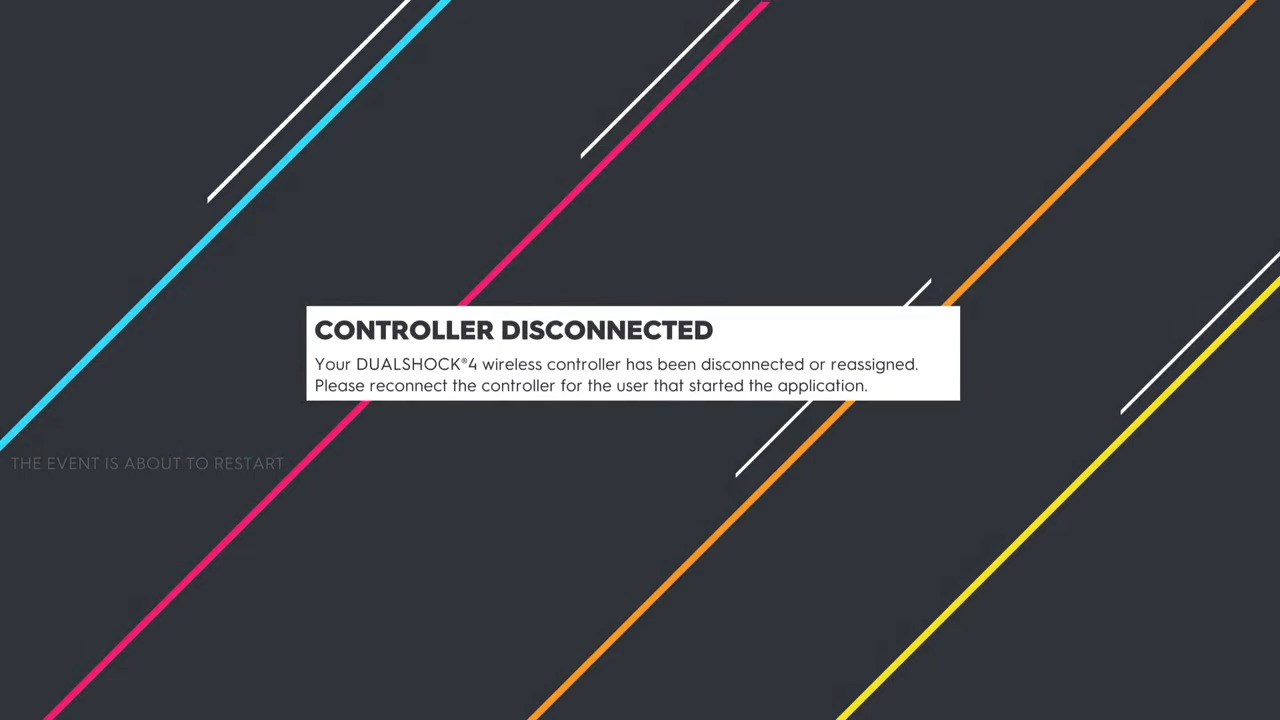 CONTROLLER DISCONNECTED
Your DUALSHOCK®4 wireless controller has been disconnected or reassigned.
Please reconnect the controller for the user that started the application.
THE EVENT IS ABOUT TO RESTART